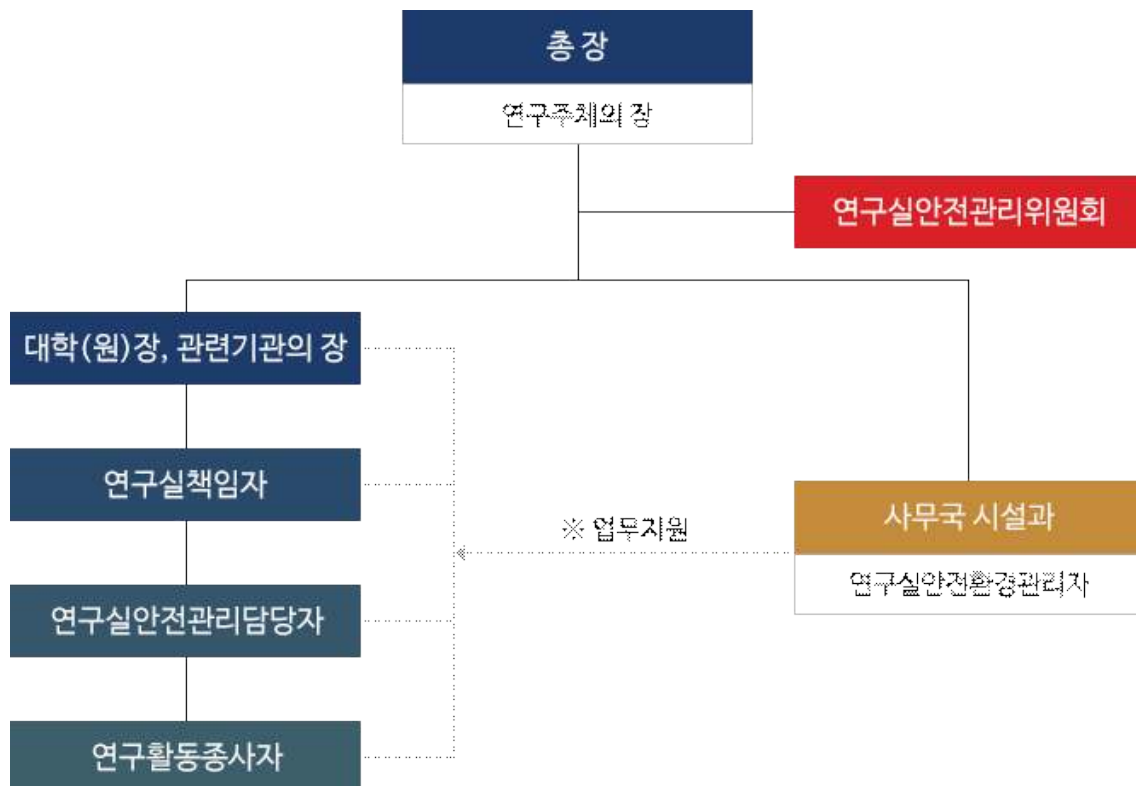 총 장
연구주체의 장
연구실안전관리위원회
대학(원)장, 관련기관의 장
연구실책임자
사무국 시설과
※ 업무지원
연구실안전환경관리자
연구실안전관리담당자
연구활동종사자